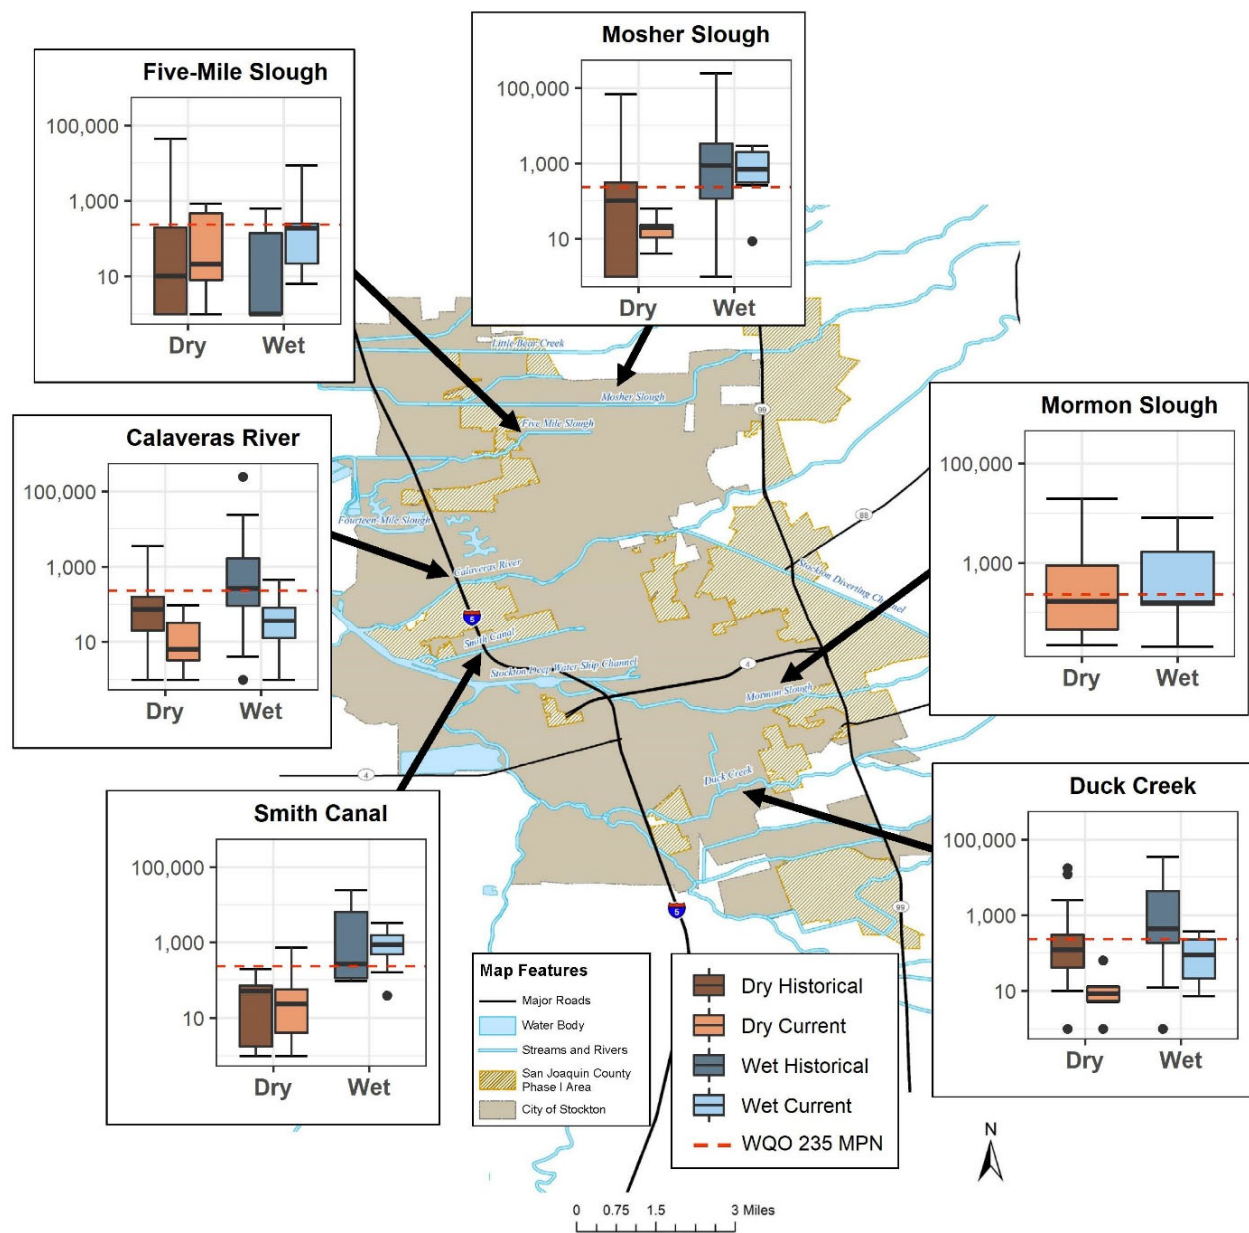 Mosher Slough
100,000
1,000
10
Dry Wet
Five-Mile Slough
100,000
1,000
10
Dry Wet
Calaveras River
100,000
1,000
10
Dry Wet
Mormon Slough
100,000
1,000
Dry Wet
Smith Canal
100,000
1,000
10
Dry Wet
Duck Creek
100,000
1,000
10
Dry Wet
Little Bear Creek
Mosher Slough
99
Five Mile Slough
88
Fourteen-Mile Slough
Calaveras River
Stockton Diverting Channel
5
Smith Canal
Stockton Deep Water Ship Channel
4
Mormon Slough
4
Duck Creek
5
99
Map Features
Major Roads
Water Body
Streams and Rivers
San Joaquin County
Phase I Area
City of Stockton
Dry Historical
Dry Current
Wet Historical
Wet Current
WQO 235 MPN
N
0 0.75 1.5 3 Miles